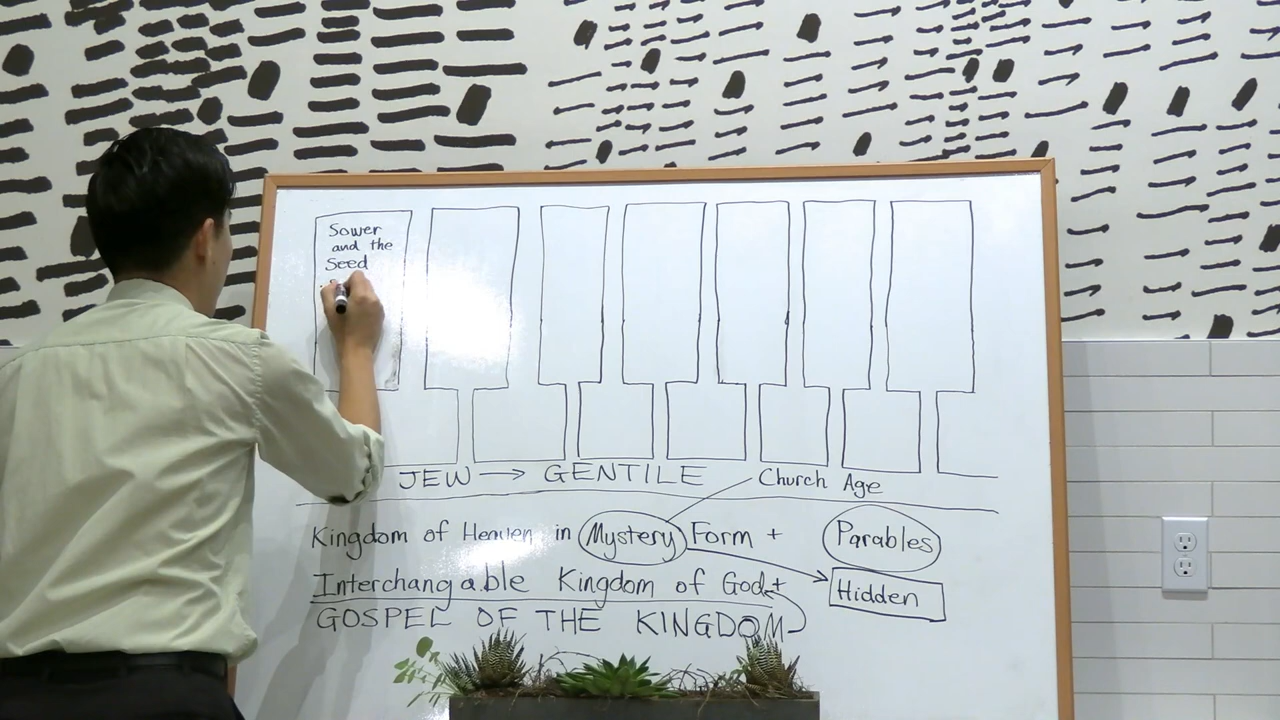 Sower
and the
Seed
JEW → GENTILE
Church Age
Kingdom of Heaven in Mystery Form + Parables
Interchangable Kingdom of God + Hidden
GOSPEL OF THE KINGDOM